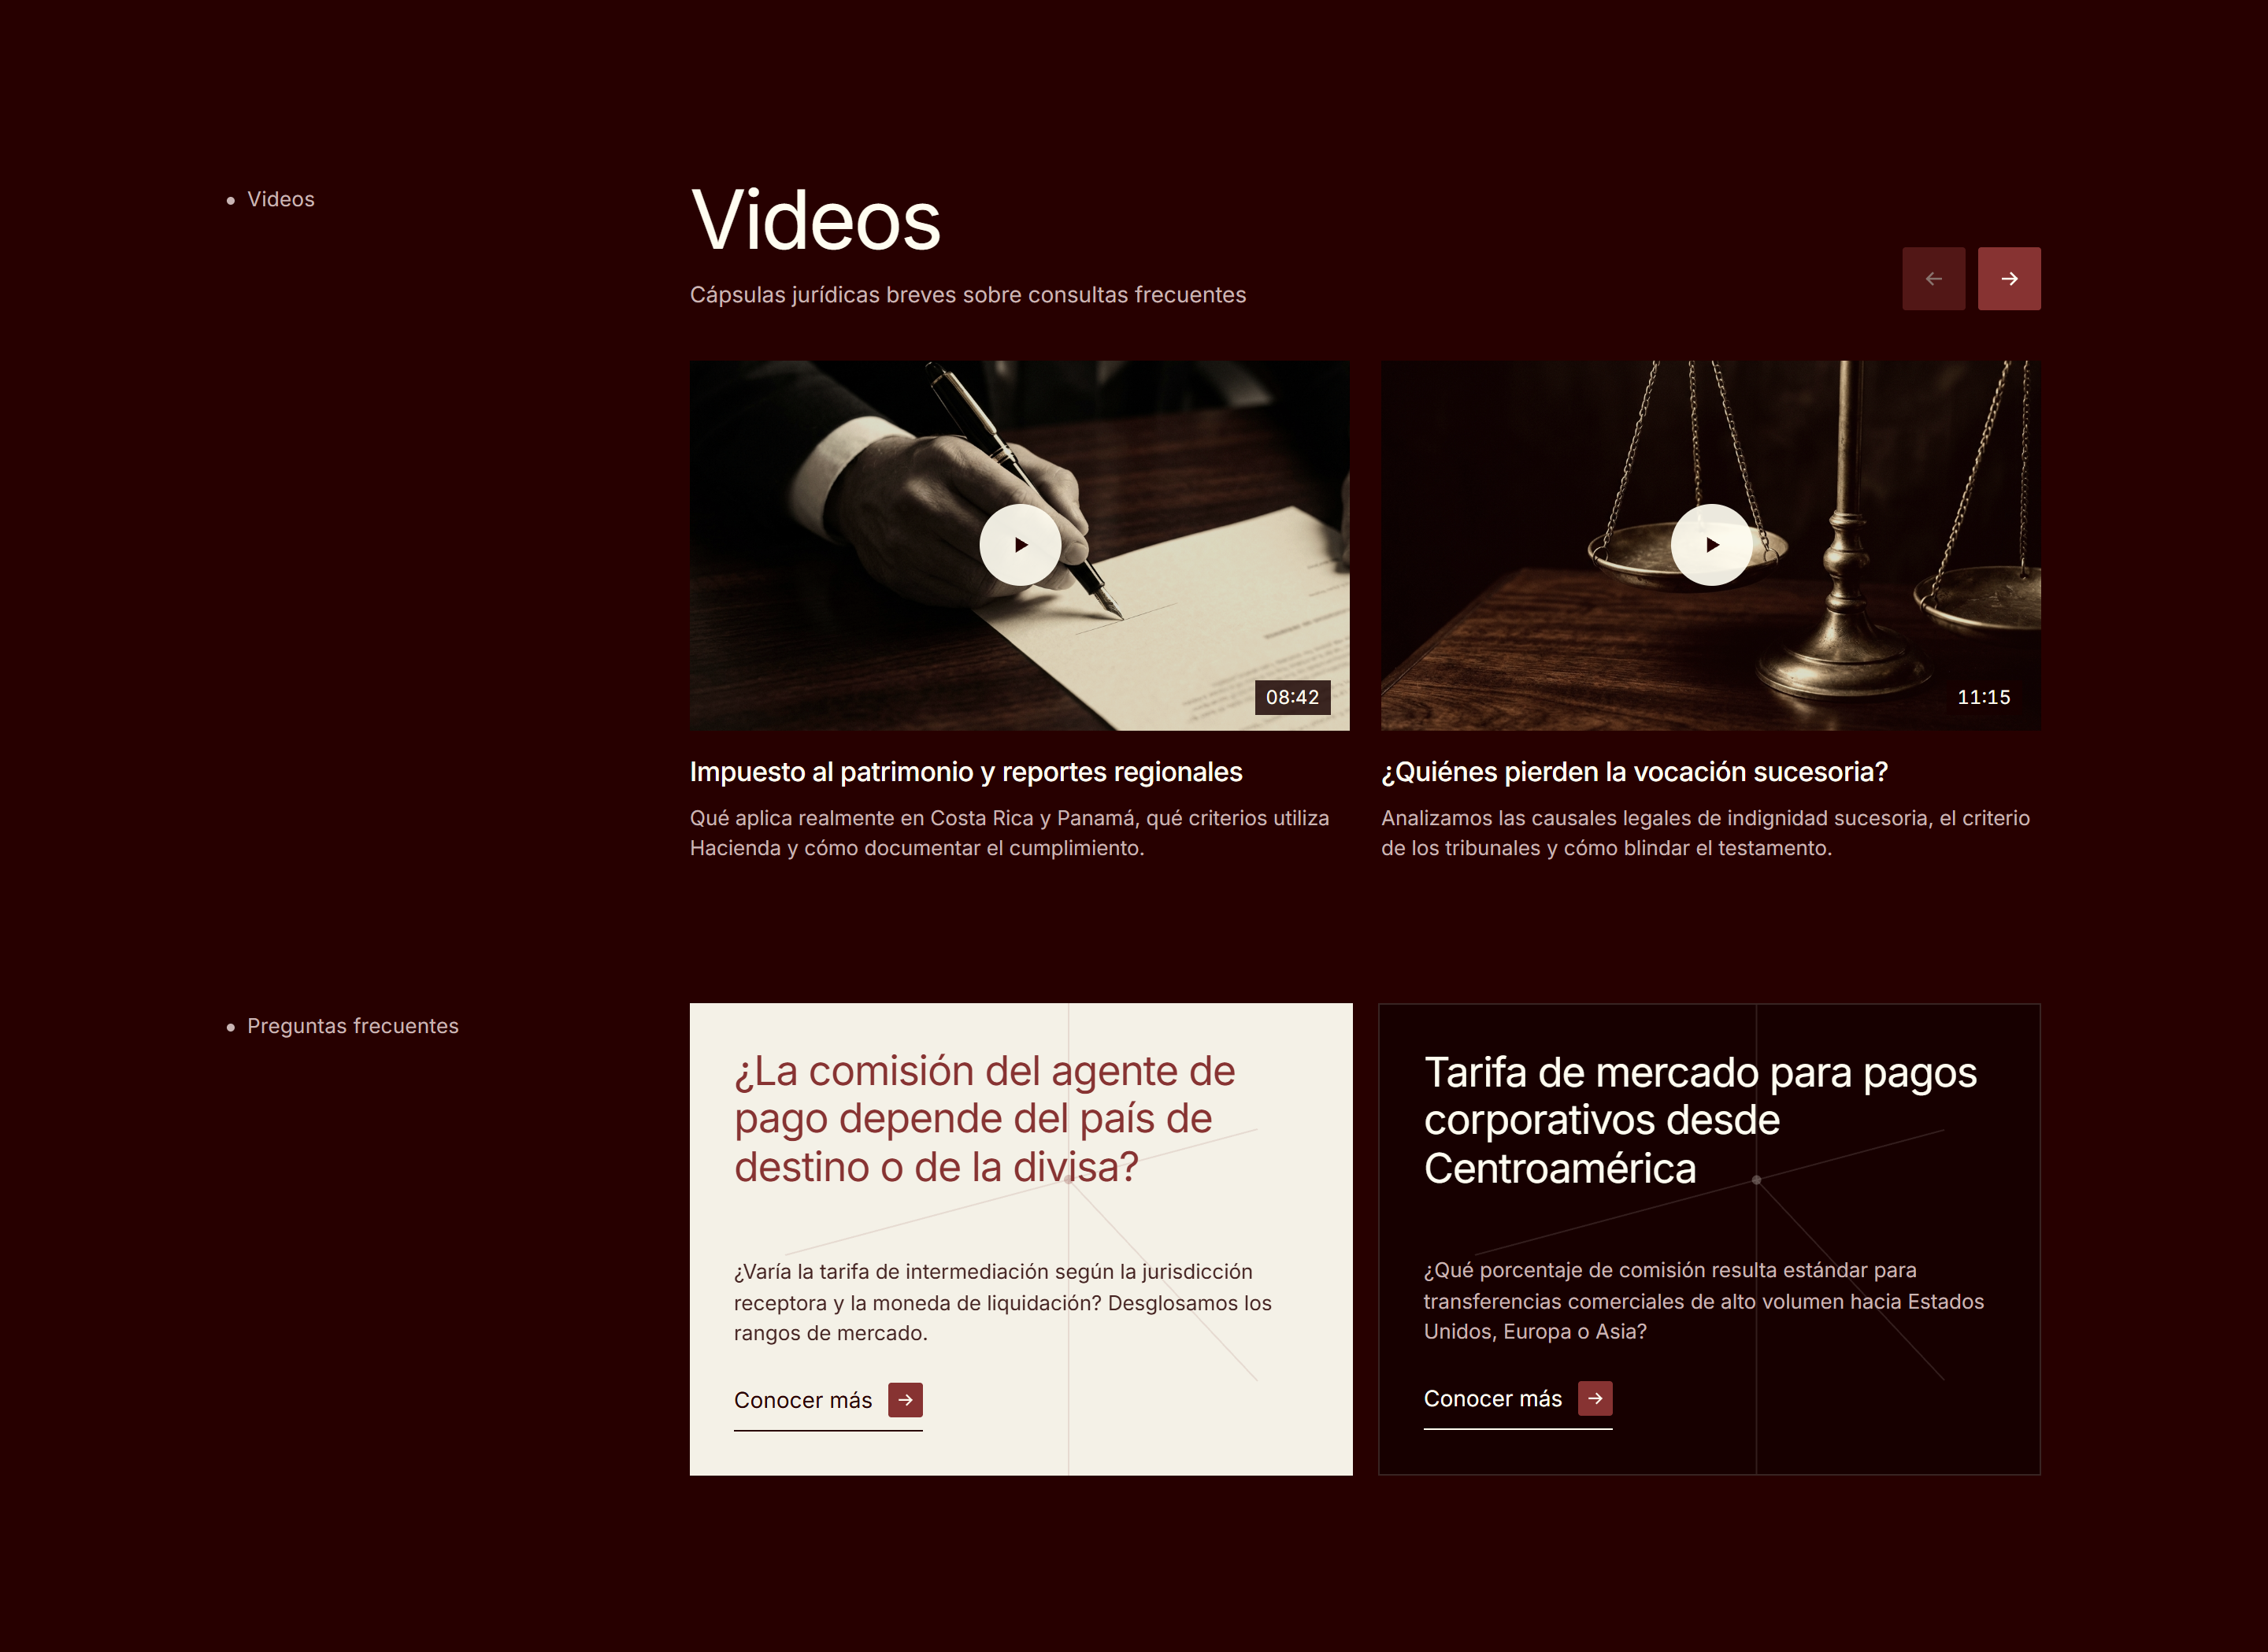 Videos
Videos
Cápsulas jurídicas breves sobre consultas frecuentes
08:42
11:15
Impuesto al patrimonio y reportes regionales
Qué aplica realmente en Costa Rica y Panamá, qué criterios utiliza
Hacienda y cómo documentar el cumplimiento.
¿Quiénes pierden la vocación sucesoria?
Analizamos las causales legales de indignidad sucesoria, el criterio
de los tribunales y cómo blindar el testamento.
Preguntas frecuentes
¿La comisión del agente de
pago depende del país de
destino o de la divisa?
¿Varía la tarifa de intermediación según la jurisdicción
receptora y la moneda de liquidación? Desglosamos los
rangos de mercado.
Conocer más
Tarifa de mercado para pagos
corporativos desde
Centroamérica
¿Qué porcentaje de comisión resulta estándar para
transferencias comerciales de alto volumen hacia Estados
Unidos, Europa o Asia?
Conocer más